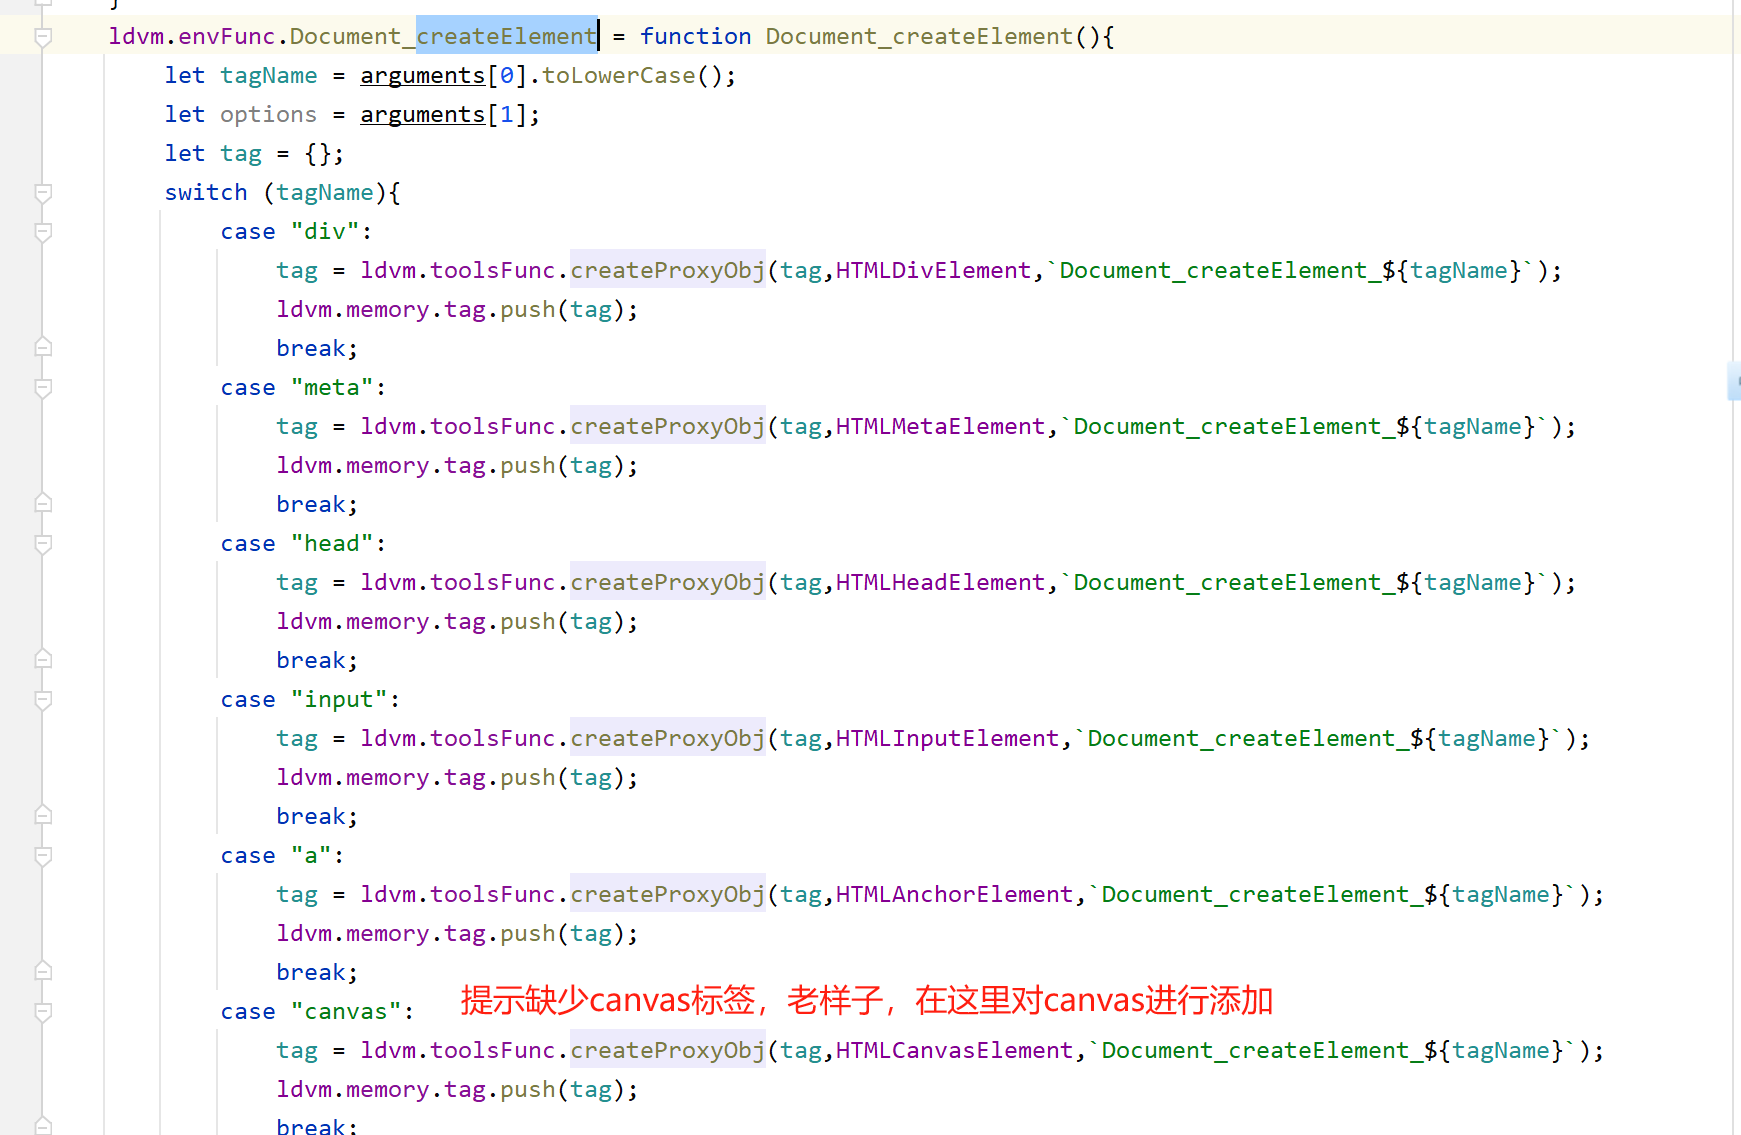 }
ldvm.envFunc.Document_createElement = function Document_createElement(){
let tagName = arguments[0].toLowerCase();
let options = arguments[1];
let tag = {};
switch (tagName){
case "div":
tag = ldvm.toolsFunc.createProxyObj(tag,HTMLDivElement,`Document_createElement_${tagName}`);
ldvm.memory.tag.push(tag);
break;
case "meta":
tag = ldvm.toolsFunc.createProxyObj(tag,HTMLMetaElement,`Document_createElement_${tagName}`);
ldvm.memory.tag.push(tag);
break;
case "head":
tag = ldvm.toolsFunc.createProxyObj(tag,HTMLHeadElement,`Document_createElement_${tagName}`);
ldvm.memory.tag.push(tag);
break;
case "input":
tag = ldvm.toolsFunc.createProxyObj(tag,HTMLInputElement,`Document_createElement_${tagName}`);
ldvm.memory.tag.push(tag);
break;
case "a":
tag = ldvm.toolsFunc.createProxyObj(tag,HTMLAnchorElement,`Document_createElement_${tagName}`);
ldvm.memory.tag.push(tag);
break;
提示缺少canvas标签，老样子，在这里对canvas进行添加
case "canvas":
tag = ldvm.toolsFunc.createProxyObj(tag,HTMLCanvasElement,`Document_createElement_${tagName}`);
ldvm.memory.tag.push(tag);
break;